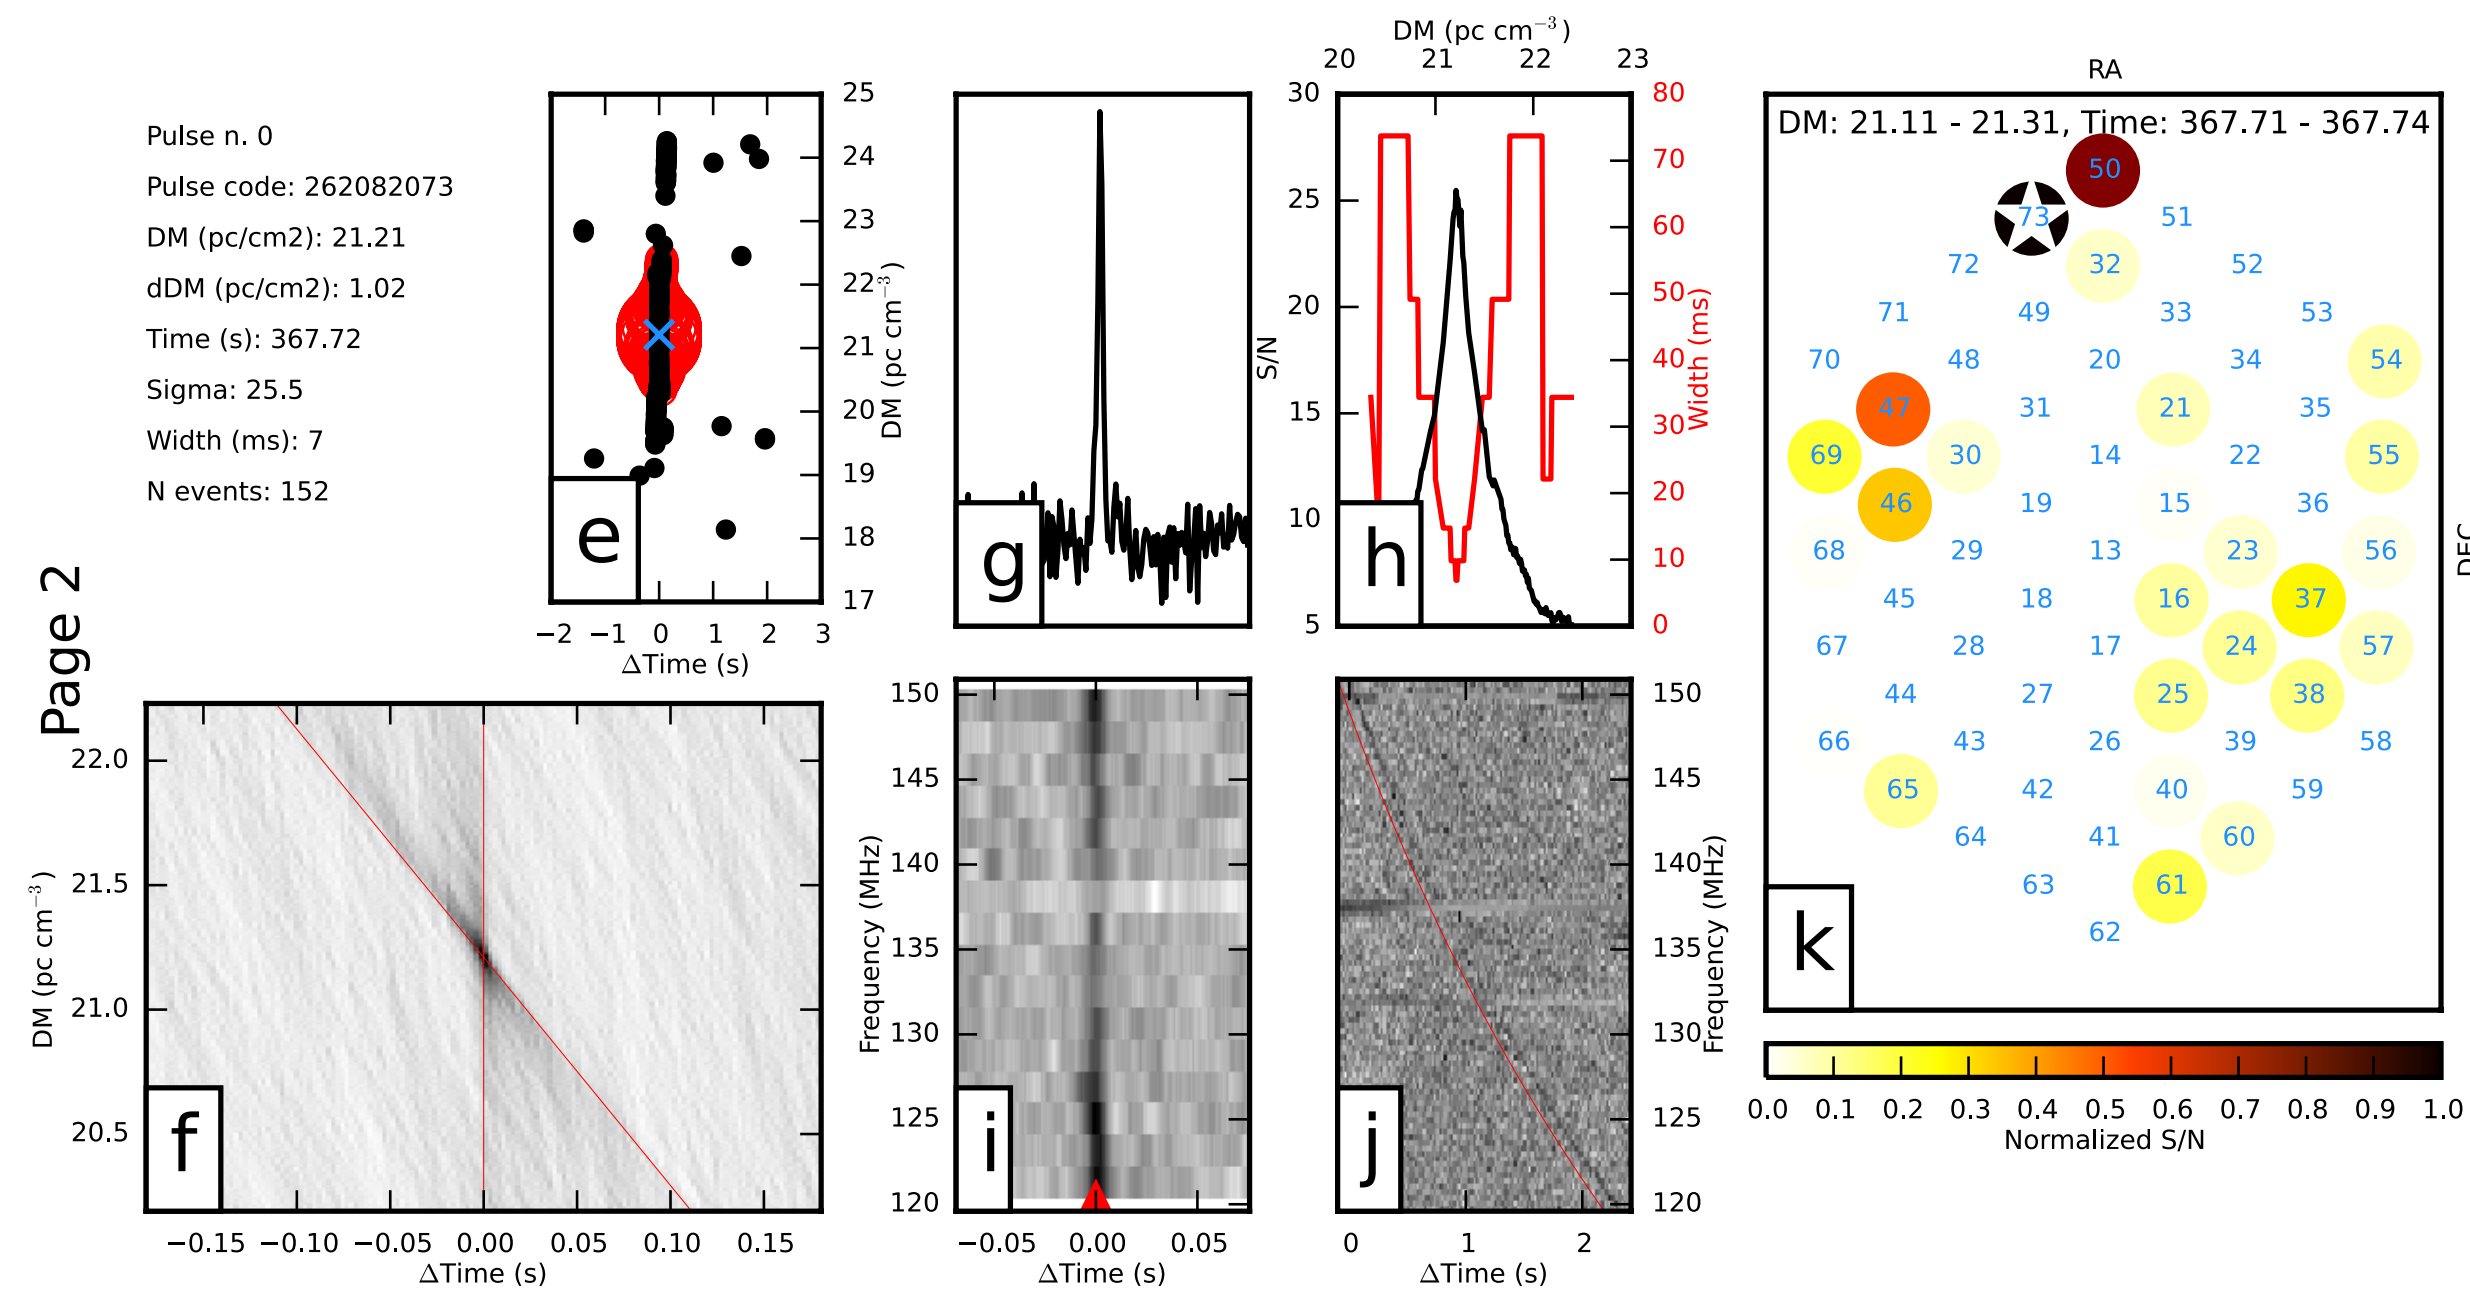 Page 2
Pulse n. 0
Pulse code: 262082073
DM (pc/cm2): 21.21
dDM (pc/cm2): 1.02
Time (s): 367.72
Sigma: 25.5
Width (ms): 7
N events: 152
25
24
23
22
21
20
19
18
17
DM (pc cm⁻³)
−2 −1 0 1 2 3
ΔTime (s)
e
g
DM (pc cm⁻³)
20 21 22 23
30
25
20
15
10
5
S/N
80
70
60
50
40
30
20
10
0
Width (ms)
h
RA
DM: 21.11 - 21.31, Time: 367.71 - 367.74
50
73 51
72 32 52
71 49 33 53
70 48 20 34 54
47 31 21 35
69 30 14 22 55
46 19 15 36
68 29 13 23 56
45 18 16 37
67 28 17 24 57
44 27 25 38
66 43 26 39 58
65 42 40 59
64 41 60
63 61
62
k
0.0 0.1 0.2 0.3 0.4 0.5 0.6 0.7 0.8 0.9 1.0
Normalized S/N
22.0
21.5
21.0
20.5
DM (pc cm⁻³)
f
−0.15 −0.10 −0.05 0.00 0.05 0.10 0.15
ΔTime (s)
150
145
140
135
130
125
120
Frequency (MHz)
i
−0.05 0.00 0.05
ΔTime (s)
150
145
140
135
130
125
120
Frequency (MHz)
j
0 1 2
ΔTime (s)